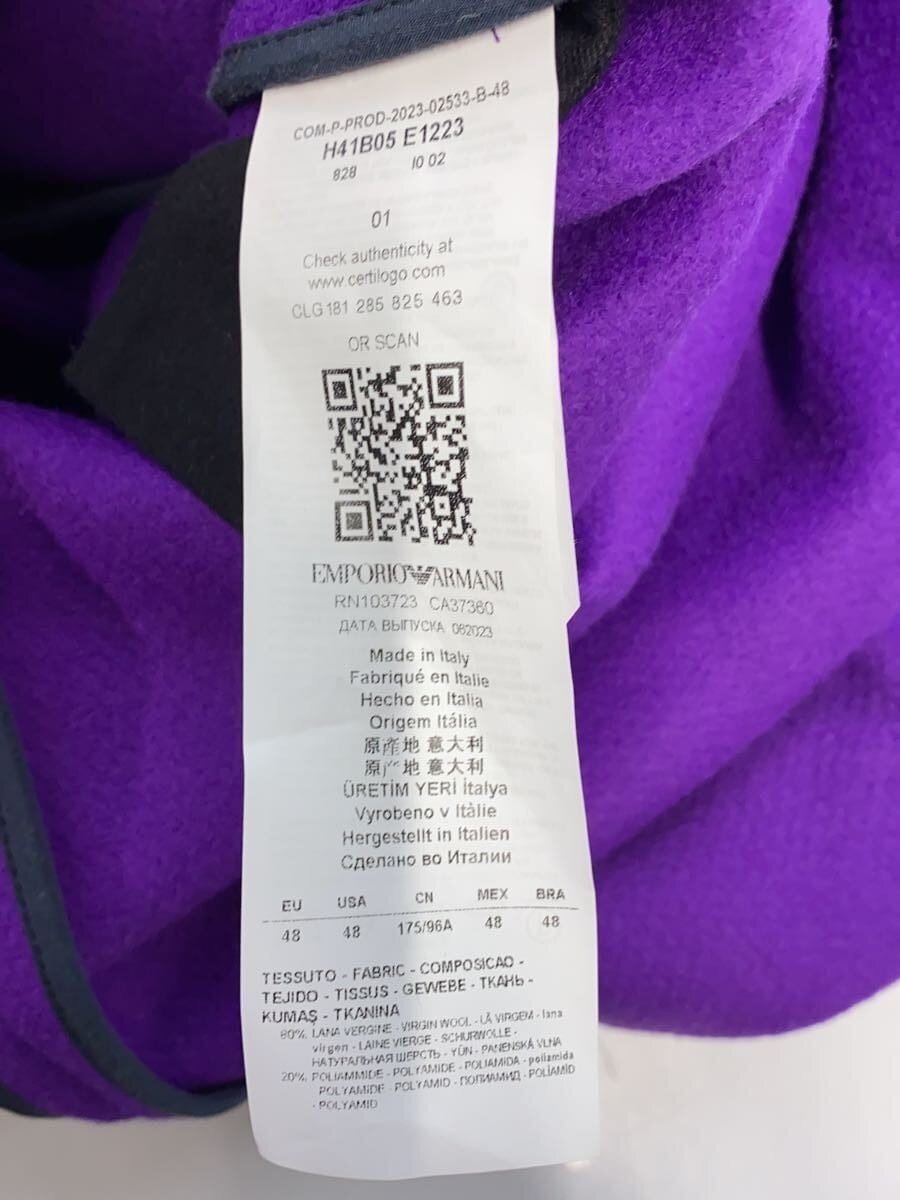 COM-P-PROD-2023-02533-B-48
H41B05 E1223
828 I0 02
01
Check authenticity at
www.certilogo.com
CLG181 285 825 463
OR SCAN
EMPORIO ARMANI
RN103723 CA37360
ДАТА ВЫПУСКА 062023
Made in Italy
Fabriqué en Italie
Hecho en Italia
Origem Itália
原産地 意大利
原产地 意大利
ÜRETİM YERİ İtalya
Vyrobeno v Itàlie
Hergestellt in Italien
Сделано во Италии
EU USA CN MEX BRA
48 48 175/96A 48 48
TESSUTO - FABRIC - COMPOSICAO -
TEJIDO - TISSUS - GEWEBE - ТКАНЬ -
KUMAŞ - TKANINA
80%, LANA VERGINE - VIRGIN WOOL - LÃ VIRGEM - lana
virgen - LAINE VIERGE - SCHURWOLLE -
НАТУРАЛЬНАЯ ШЕРСТЬ - YÜN - PANENSKÁ VLNA
20%, POLIAMMIDE - POLYAMIDE - POLIAMIDA - poliamida
POLYAMIDE - POLYAMID - ПОЛИАМИД - POLİAMİD
- POLYAMID